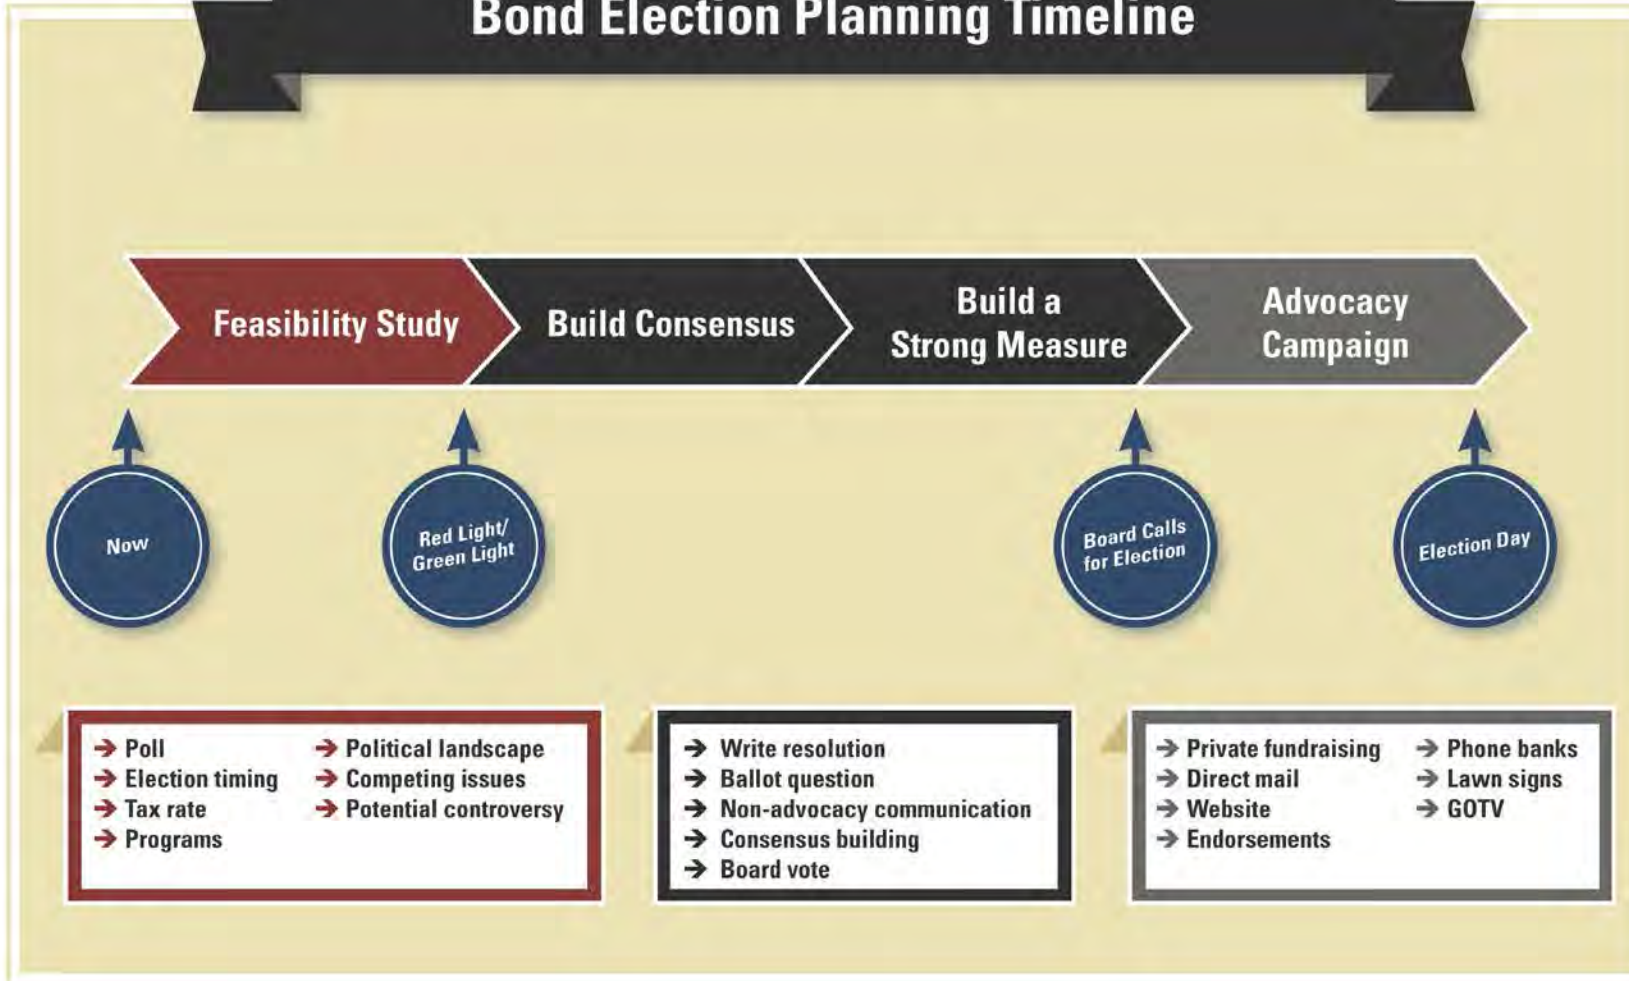 Bond Election Planning Timeline
Feasibility Study
Build Consensus
Build a
Strong Measure
Advocacy
Campaign
Now
Red Light/
Green Light
Board Calls
for Election
Election Day
Poll
Election timing
Tax rate
Programs
Political landscape
Competing issues
Potential controversy
Write resolution
Ballot question
Non-advocacy communication
Consensus building
Board vote
Private fundraising
Direct mail
Website
Endorsements
Phone banks
Lawn signs
GOTV